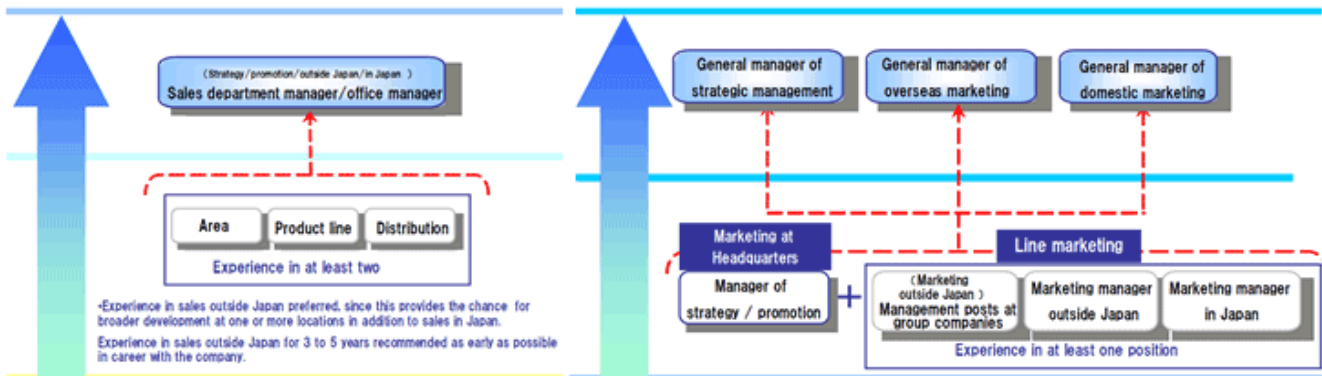 (Strategy/promotion/outside Japan/in Japan )
Sales department manager/office manager
Area
Product line
Distribution
Experience in at least two
•Experience in sales outside Japan preferred, since this provides the chance for
broader development at one or more locations in addition to sales in Japan.
Experience in sales outside Japan for 3 to 5 years recommended as early as possible
in career with the company.
General manager of
strategic management
General manager of
overseas marketing
General manager of
domestic marketing
Marketing at
Headquarters
Line marketing
Manager of
strategy / promotion
+
(Marketing
outside Japan )
Management posts at
group companies
Marketing manager
outside Japan
Marketing manager
in Japan
Experience in at least one position